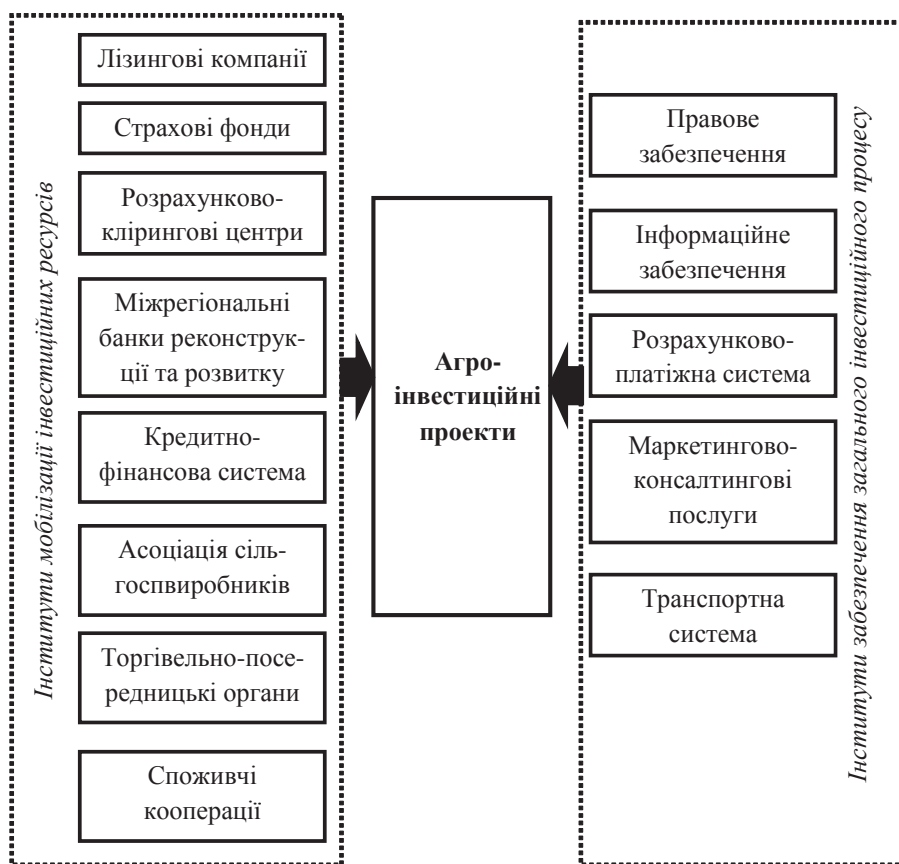 Інститути мобілізації інвестиційних ресурсів
Лізингові компанії
Страхові фонди
Розрахунково-
клірингові центри
Міжрегіональні
банки реконструк-
ції та розвитку
Кредитно-
фінансова система
Асоціація сіль-
госпвиробників
Торгівельно-посе-
редницькі органи
Споживчі
кооперації
Агро-
інвестиційні
проекти
Правове
забезпечення
Інформаційне
забезпечення
Розрахунково-
платіжна система
Маркетингово-
консалтингові
послуги
Транспортна
система
Інститути забезпечення загального інвестиційного процесу